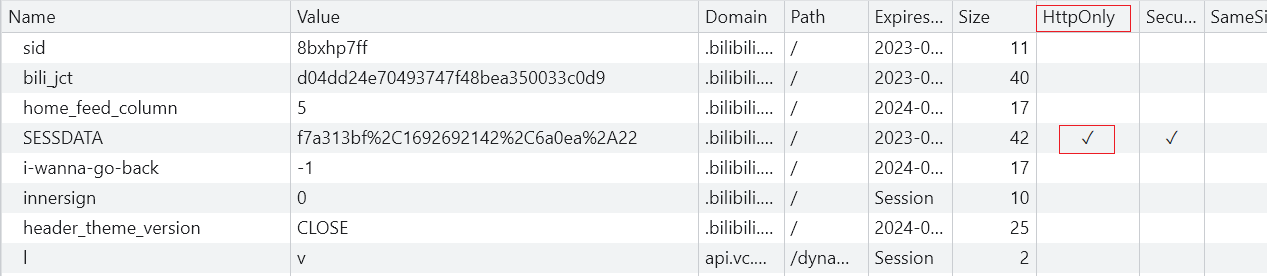 Name Value Domain Path Expires... Size HttpOnly Secu... SameSi
sid 8bxhp7ff .bilibili.... / 2023-0... 11
bili_jct d04dd24e70493747f48bea350033c0d9 .bilibili.... / 2023-0... 40
home_feed_column 5 .bilibili.... / 2024-0... 17
SESSDATA f7a313bf%2C1692692142%2C6a0ea%2A22 .bilibili.... / 2023-0... 42 ✓ ✓
i-wanna-go-back -1 .bilibili.... / 2024-0... 17
innersign 0 .bilibili.... / Session 10
header_theme_version CLOSE .bilibili.... / 2024-0... 25
l v api.vc.... /dyna... Session 2